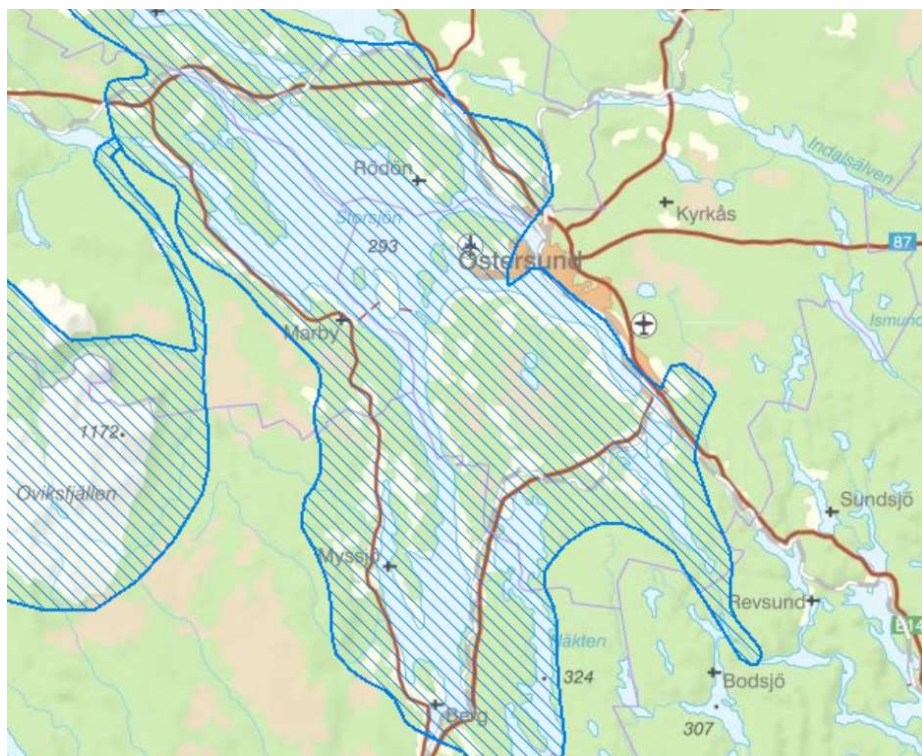 Indalsälven
Rödön
Kyrkås
Storsjön
293
87
Östersund
Ismund
Marby
1172
Oviksfjällen
Sundsjö
Myssjö
Revsund
E14
Näkten
324
Bodsjö
307
Berg